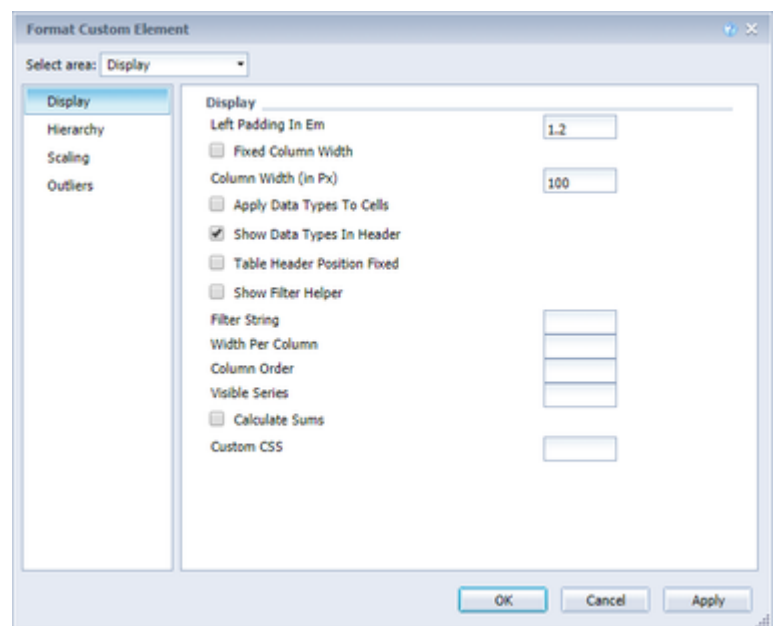 Format Custom Element
Select area: Display
Display
Hierarchy
Scaling
Outliers
Display
Left Padding In Em 1.2
Fixed Column Width
Column Width (in Px) 100
Apply Data Types To Cells
Show Data Types In Header
Table Header Position Fixed
Show Filter Helper
Filter String
Width Per Column
Column Order
Visible Series
Calculate Sums
Custom CSS
OK Cancel Apply